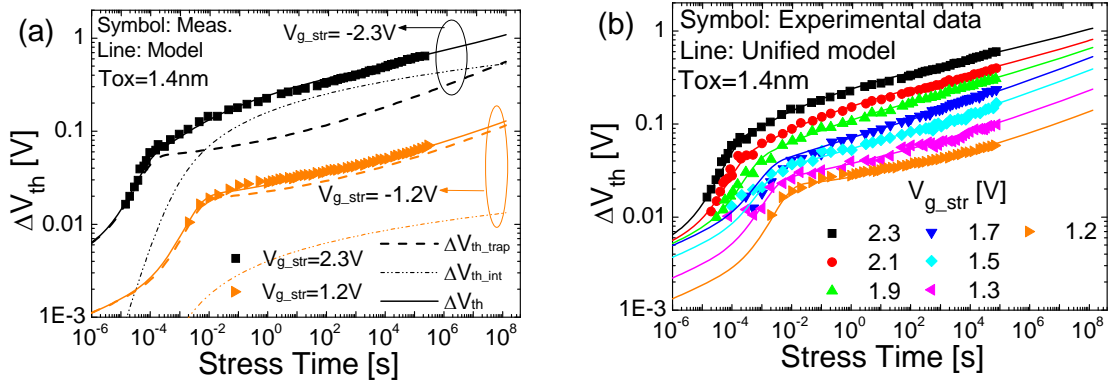 (a)
Symbol: Meas.
Line: Model
Tox=1.4nm
V_g_str= -2.3V
V_g_str= -1.2V
V_g_str=2.3V
V_g_str=1.2V
ΔV_th_trap
ΔV_th_int
ΔV_th
1
0.1
0.01
1E-3
ΔV_th [V]
10^-6 10^-4 10^-2 10^0 10^2 10^4 10^6 10^8
Stress Time [s]
(b)
Symbol: Experimental data
Line: Unified model
Tox=1.4nm
V_g_str [V]
2.3 1.7 1.2
2.1 1.5
1.9 1.3
1
0.1
0.01
1E-3
ΔV_th [V]
10^-6 10^-4 10^-2 10^0 10^2 10^4 10^6 10^8
Stress Time [s]